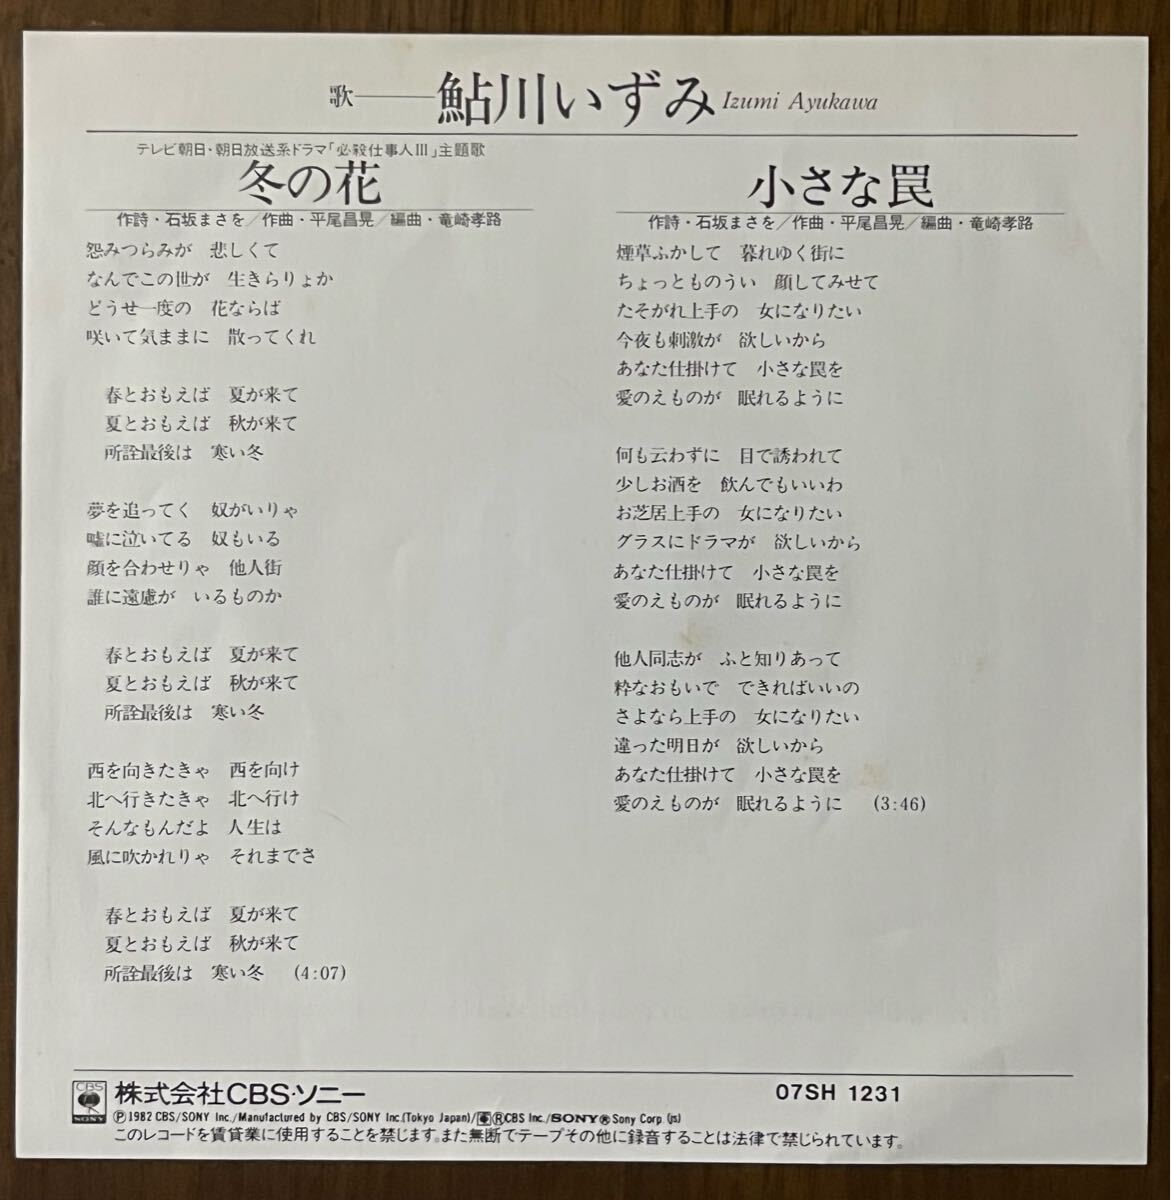 歌——鮎川いずみ Izumi Ayukawa
テレビ朝日・朝日放送系ドラマ「必殺仕事人III」主題歌
冬の花
作詩・石坂まさを／作曲・平尾昌晃／編曲・竜崎孝路
怨みつらみが　悲しくて
なんでこの世が　生きらりょか
どうせ一度の　花ならば
咲いて気ままに　散ってくれ
春とおもえば　夏が来て
夏とおもえば　秋が来て
所詮最後は　寒い冬
夢を追ってく　奴がいりゃ
嘘に泣いてる　奴もいる
顔を合わせりゃ　他人街
誰に遠慮が　いるものか
春とおもえば　夏が来て
夏とおもえば　秋が来て
所詮最後は　寒い冬
西を向きたきゃ　西を向け
北へ行きたきゃ　北へ行け
そんなもんだよ　人生は
風に吹かれりゃ　それまでさ
春とおもえば　夏が来て
夏とおもえば　秋が来て
所詮最後は　寒い冬　(4:07)
小さな罠
作詩・石坂まさを／作曲・平尾昌晃／編曲・竜崎孝路
煙草ふかして　暮れゆく街に
ちょっとものうい　顔してみせて
たそがれ上手の　女になりたい
今夜も刺激が　欲しいから
あなた仕掛けて　小さな罠を
愛のえものが　眠れるように
何も云わずに　目で誘われて
少しお酒を　飲んでもいいわ
お芝居上手の　女になりたい
グラスにドラマが　欲しいから
あなた仕掛けて　小さな罠を
愛のえものが　眠れるように
他人同志が　ふと知りあって
粋なおもいで　できればいいの
さよなら上手の　女になりたい
違った明日が　欲しいから
あなた仕掛けて　小さな罠を
愛のえものが　眠れるように　(3:46)
CBS SONY 株式会社CBS・ソニー 07SH 1231
Ⓟ1982 CBS/SONY Inc./Manufactured by CBS/SONY Inc.(Tokyo Japan)/®CBS Inc./SONY®Sony Corp. (js)
このレコードを賃貸業に使用することを禁じます。また無断でテープその他に録音することは法律で禁じられています。